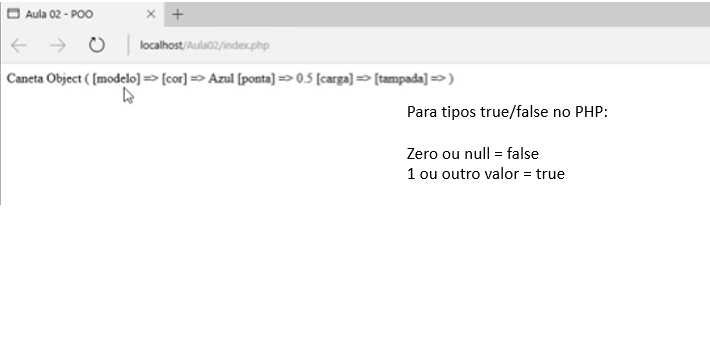 Aula 02 - POO
localhost/Aula02/index.php
Caneta Object ( [modelo] => [cor] => Azul [ponta] => 0.5 [carga] => [tampada] => )
Para tipos true/false no PHP:
Zero ou null = false
1 ou outro valor = true